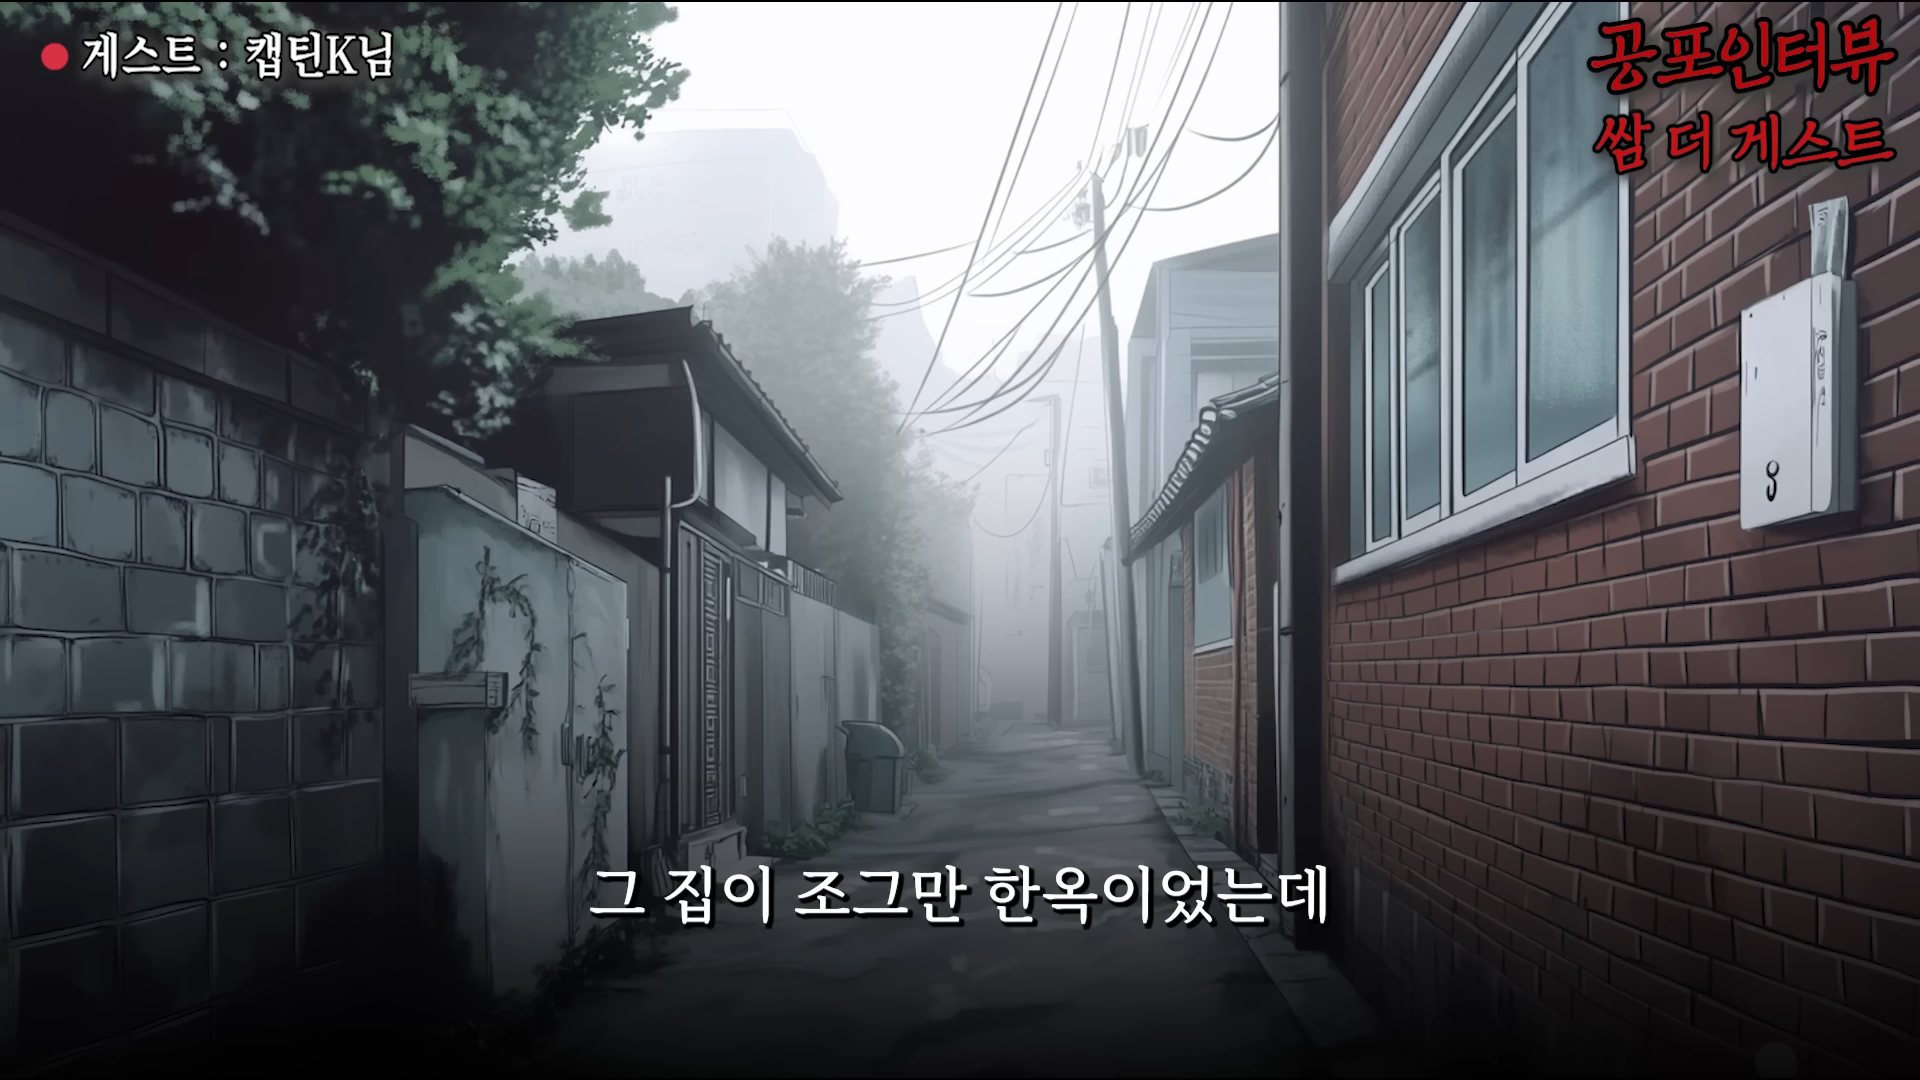 게스트 : 캡틴K님
공포인터뷰
쌈 더 게스트
그 집이 조그만 한옥이었는데
8